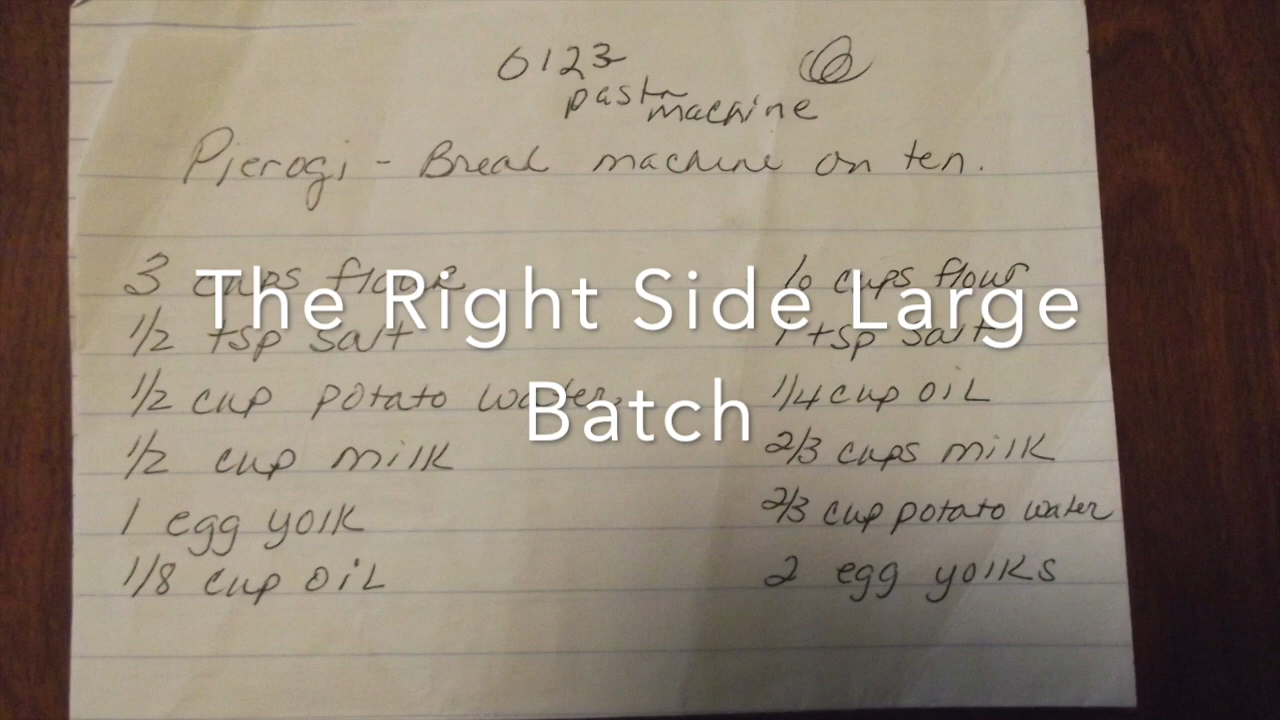 0123
pasta machine
Pierogi - Bread machine on ten.
The Right Side Large
Batch
3 cups flour
1/2 tsp salt
1/2 cup potato water.
1/2 cup milk
1 egg yolk
1/8 cup oil
6 cups flour
1 tsp salt
1/4 cup oil
2/3 cups milk
2/3 cup potato water
2 egg yolks